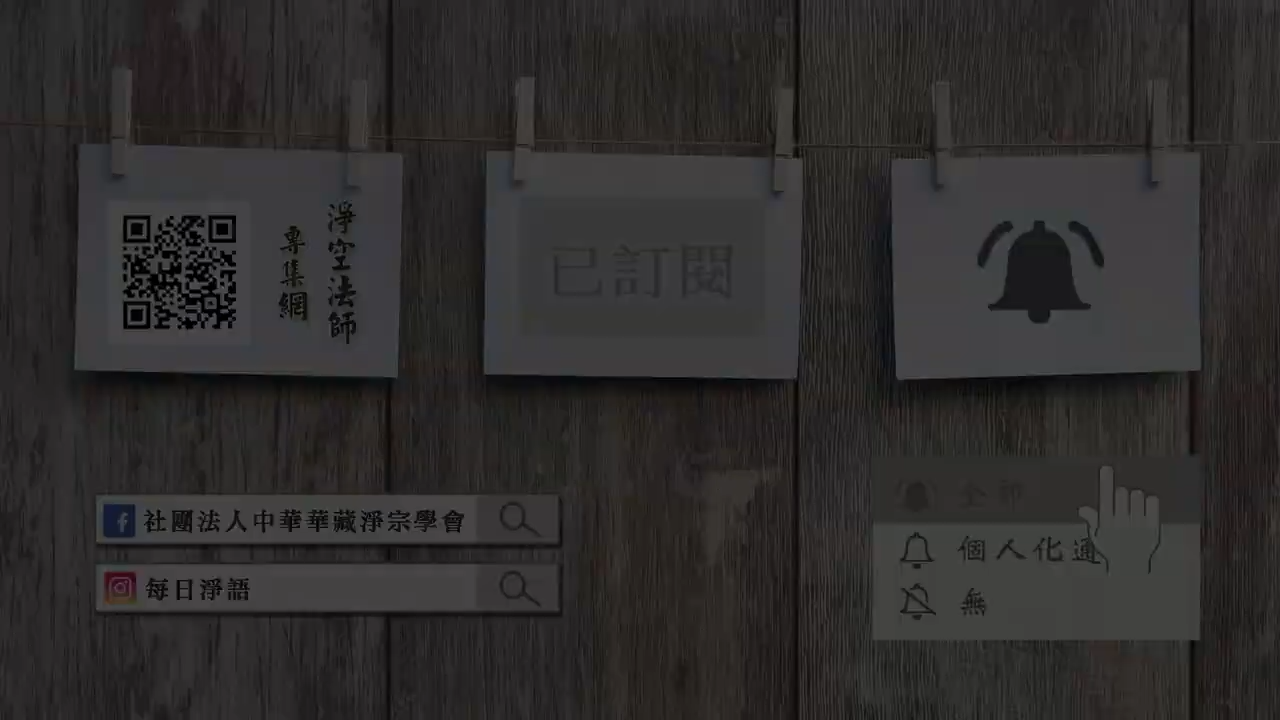 淨空法師
專集網
已訂閱
社團法人中華華藏淨宗學會
每日淨語
全部
個人化通
無